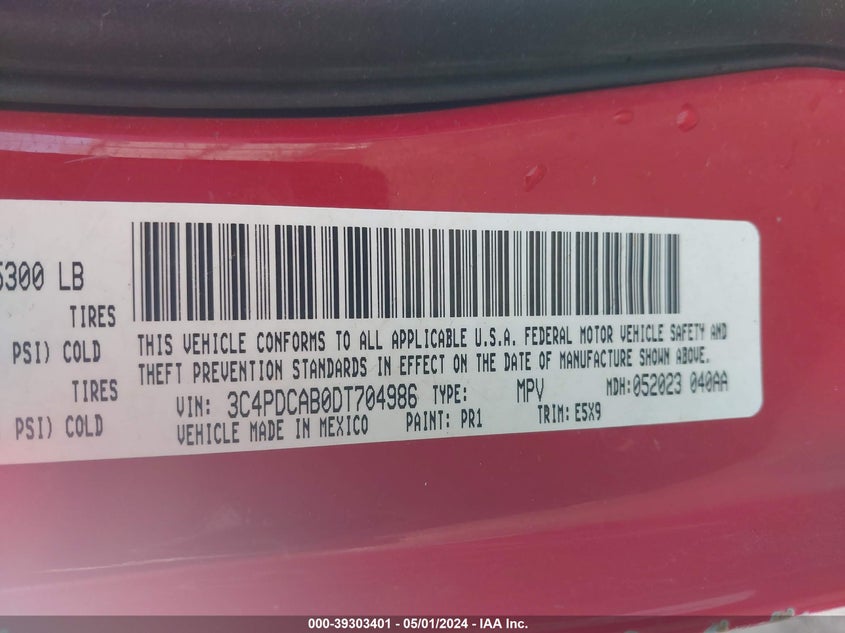 5300 LB
TIRES
PSI) COLD
TIRES
PSI) COLD
THIS VEHICLE CONFORMS TO ALL APPLICABLE U.S.A. FEDERAL MOTOR VEHICLE SAFETY AND
THEFT PREVENTION STANDARDS IN EFFECT ON THE DATE OF MANUFACTURE SHOWN ABOVE.
VIN: 3C4PDCAB0DT704986 TYPE: MPV MDH:052023 040AA
VEHICLE MADE IN MEXICO PAINT: PR1 TRIM: E5X9
000-39303401 - 05/01/2024 - IAA Inc.